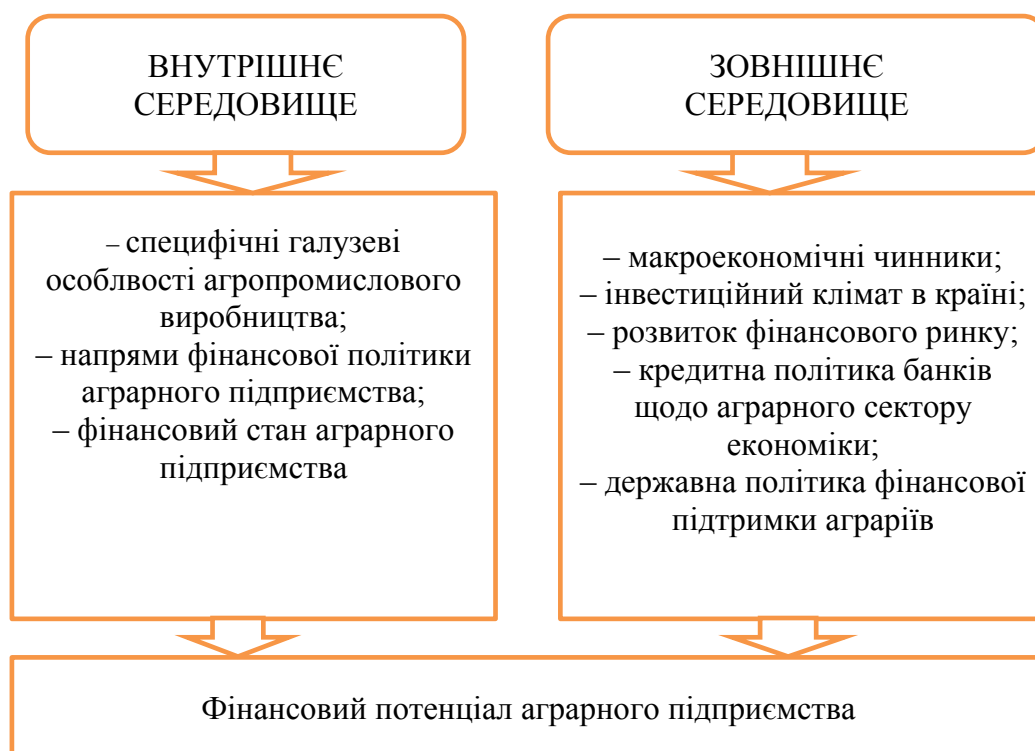 ВНУТРІШНЄ
СЕРЕДОВИЩЕ
– специфічні галузеві
особлвості агропромислового
виробництва;
– напрями фінансової політики
аграрного підприємства;
– фінансовий стан аграрного
підприємства
ЗОВНІШНЄ
СЕРЕДОВИЩЕ
– макроекономічні чинники;
– інвестиційний клімат в країні;
– розвиток фінансового ринку;
– кредитна політика банків
щодо аграрного сектору
економіки;
– державна політика фінансової
підтримки аграріїв
Фінансовий потенціал аграрного підприємства